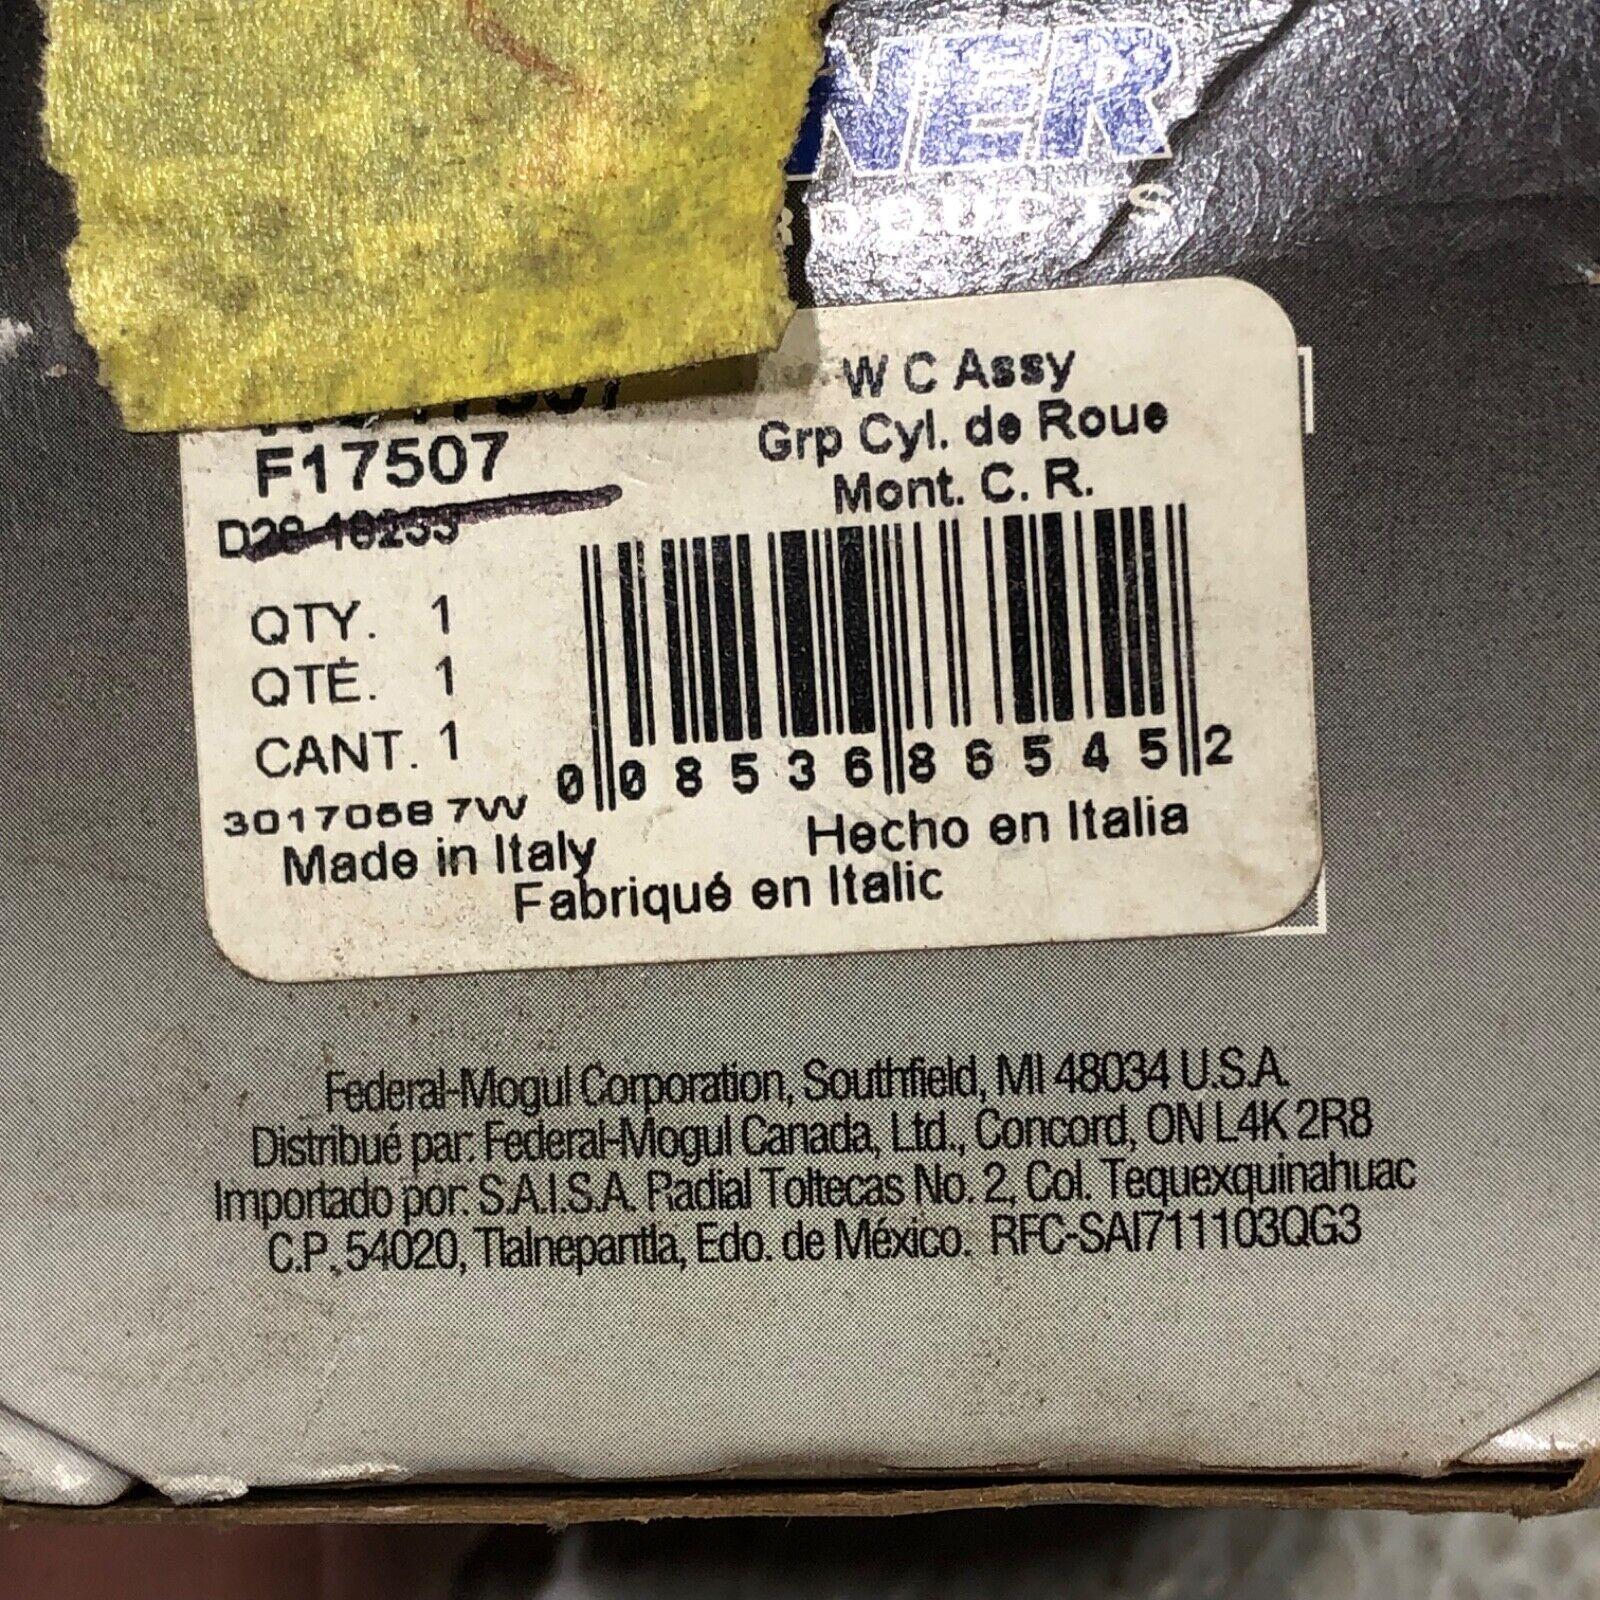 W C Assy
Grp Cyl. de Roue
Mont. C. R.
F17507
QTY. 1
QTÉ. 1
CANT. 1
0 08536 86545 2
3017068 7W
Made in Italy
Hecho en Italia
Fabriqué en Italic
Federal-Mogul Corporation, Southfield, MI 48034 U.S.A.
Distribué par: Federal-Mogul Canada, Ltd., Concord, ON L4K 2R8
Importado por: S.A.I.S.A. Radial Toltecas No. 2, Col. Tequexquinahuac
C.P. 54020, Tlalnepantla, Edo. de México. RFC-SAI711103QG3